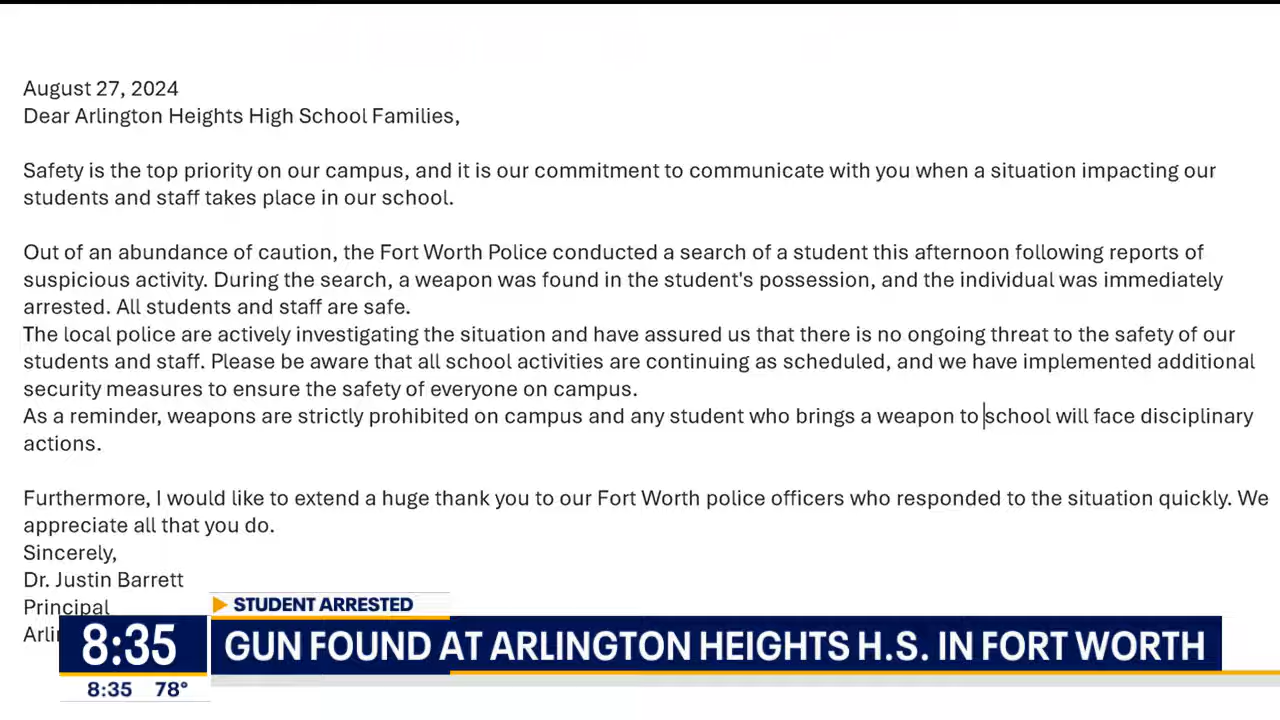 August 27, 2024
Dear Arlington Heights High School Families,
Safety is the top priority on our campus, and it is our commitment to communicate with you when a situation impacting our
students and staff takes place in our school.
Out of an abundance of caution, the Fort Worth Police conducted a search of a student this afternoon following reports of
suspicious activity. During the search, a weapon was found in the student's possession, and the individual was immediately
arrested. All students and staff are safe.
The local police are actively investigating the situation and have assured us that there is no ongoing threat to the safety of our
students and staff. Please be aware that all school activities are continuing as scheduled, and we have implemented additional
security measures to ensure the safety of everyone on campus.
As a reminder, weapons are strictly prohibited on campus and any student who brings a weapon to school will face disciplinary
actions.
Furthermore, I would like to extend a huge thank you to our Fort Worth police officers who responded to the situation quickly. We
appreciate all that you do.
Sincerely,
Dr. Justin Barrett
Principal
STUDENT ARRESTED
8:35
GUN FOUND AT ARLINGTON HEIGHTS H.S. IN FORT WORTH
8:35 78°